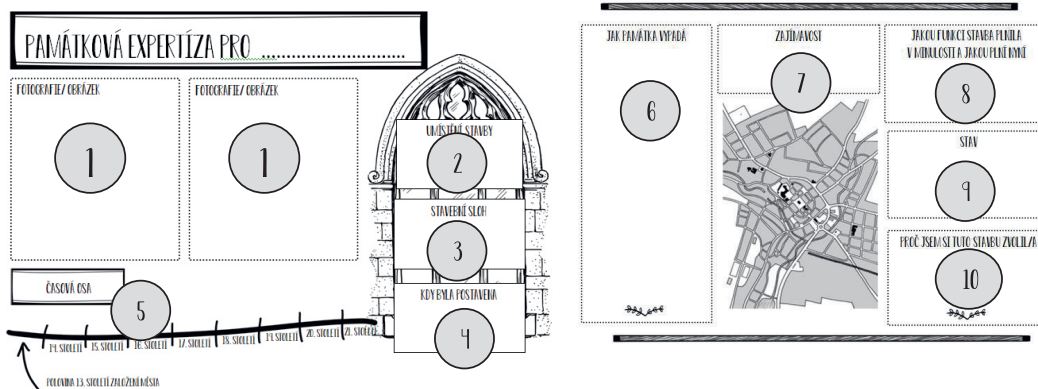 PAMÁTKOVÁ EXPERTÍZA PRO ..............................
FOTOGRAFIE/ OBRÁZEK
1
FOTOGRAFIE/ OBRÁZEK
1
UMÍSTĚNÍ STAVBY
2
STAVEBNÍ SLOH
3
KDY BYLA POSTAVENA
4
ČASOVÁ OSA
5
14. STOLETÍ
15. STOLETÍ
16. STOLETÍ
17. STOLETÍ
18. STOLETÍ
19. STOLETÍ
20. STOLETÍ
21. STOLETÍ
POLOVINA 13. STOLETÍ ZALOŽENÍ MĚSTA
JAK PAMÁTKA VYPADÁ
6
ZAJÍMAVOST
7
JAKOU FUNKCI STAVBA PLNILA
V MINULOSTI A JAKOU PLNÍ NYNÍ
8
STAV
9
PROČ JSEM SI TUTO STAVBU ZVOLIL/A
10